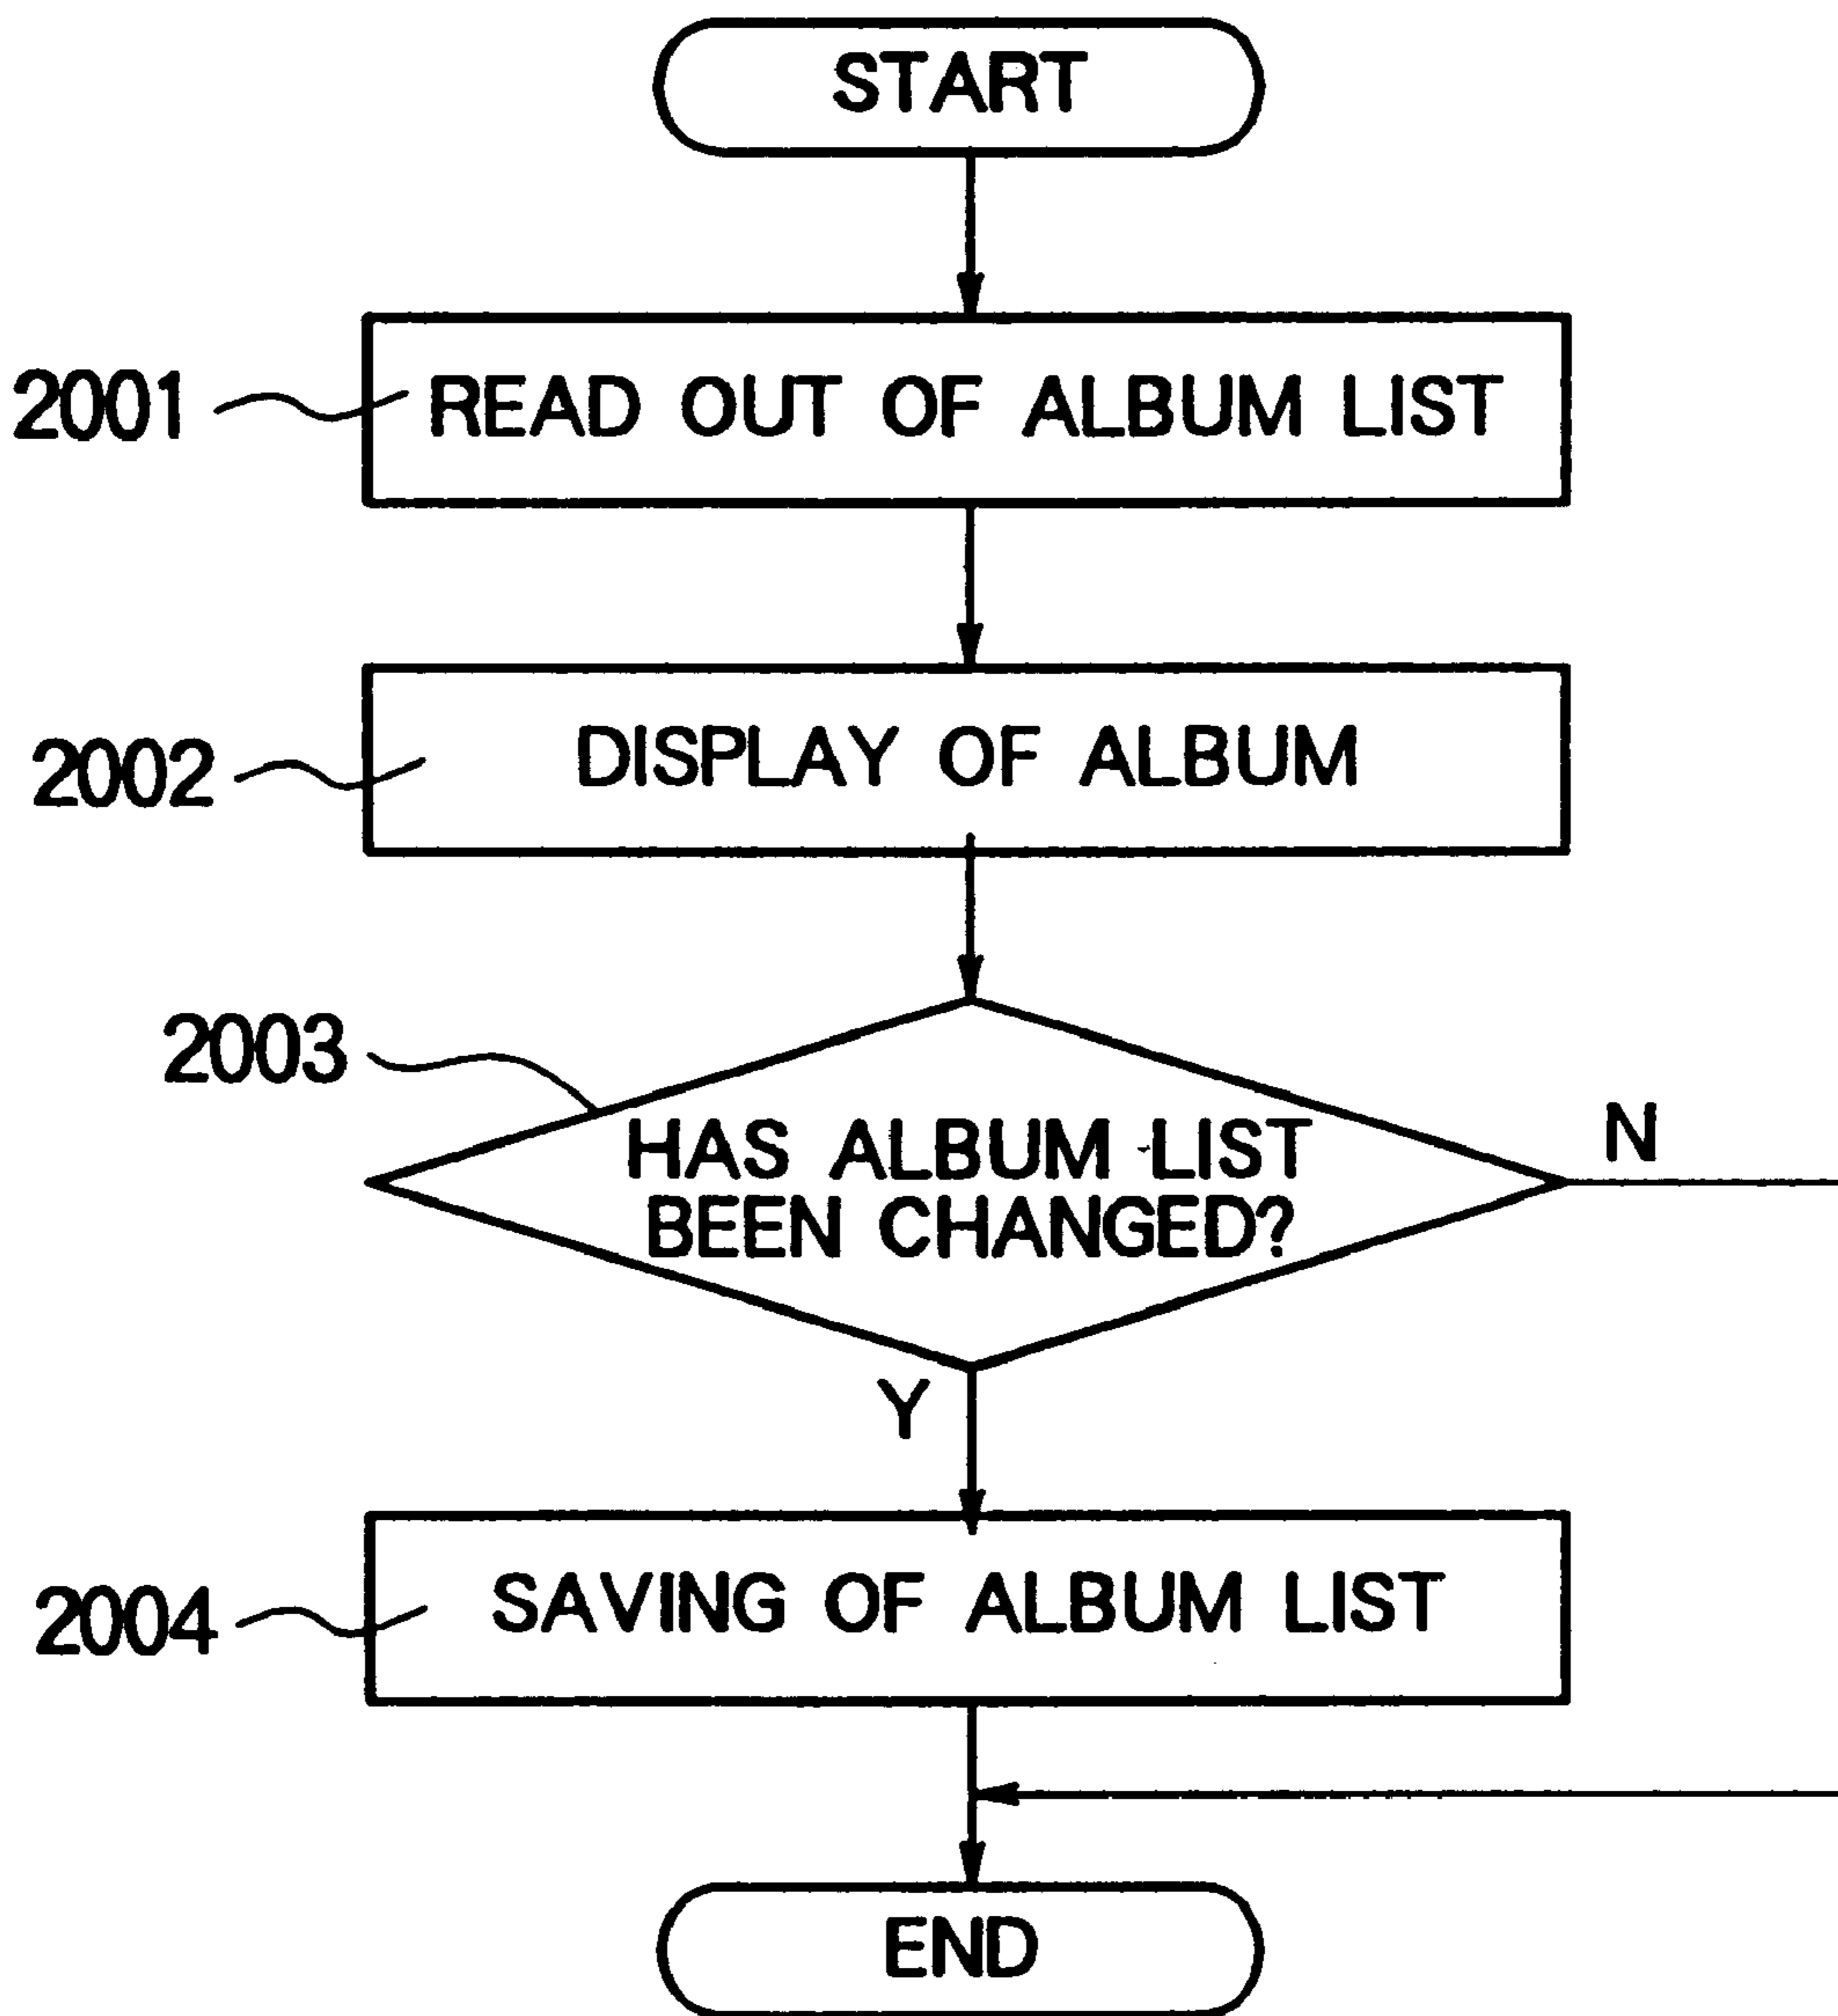 START
2001
READ OUT OF ALBUM LIST
2002
DISPLAY OF ALBUM
2003
HAS ALBUM LIST
BEEN CHANGED?
N
Y
2004
SAVING OF ALBUM LIST
END